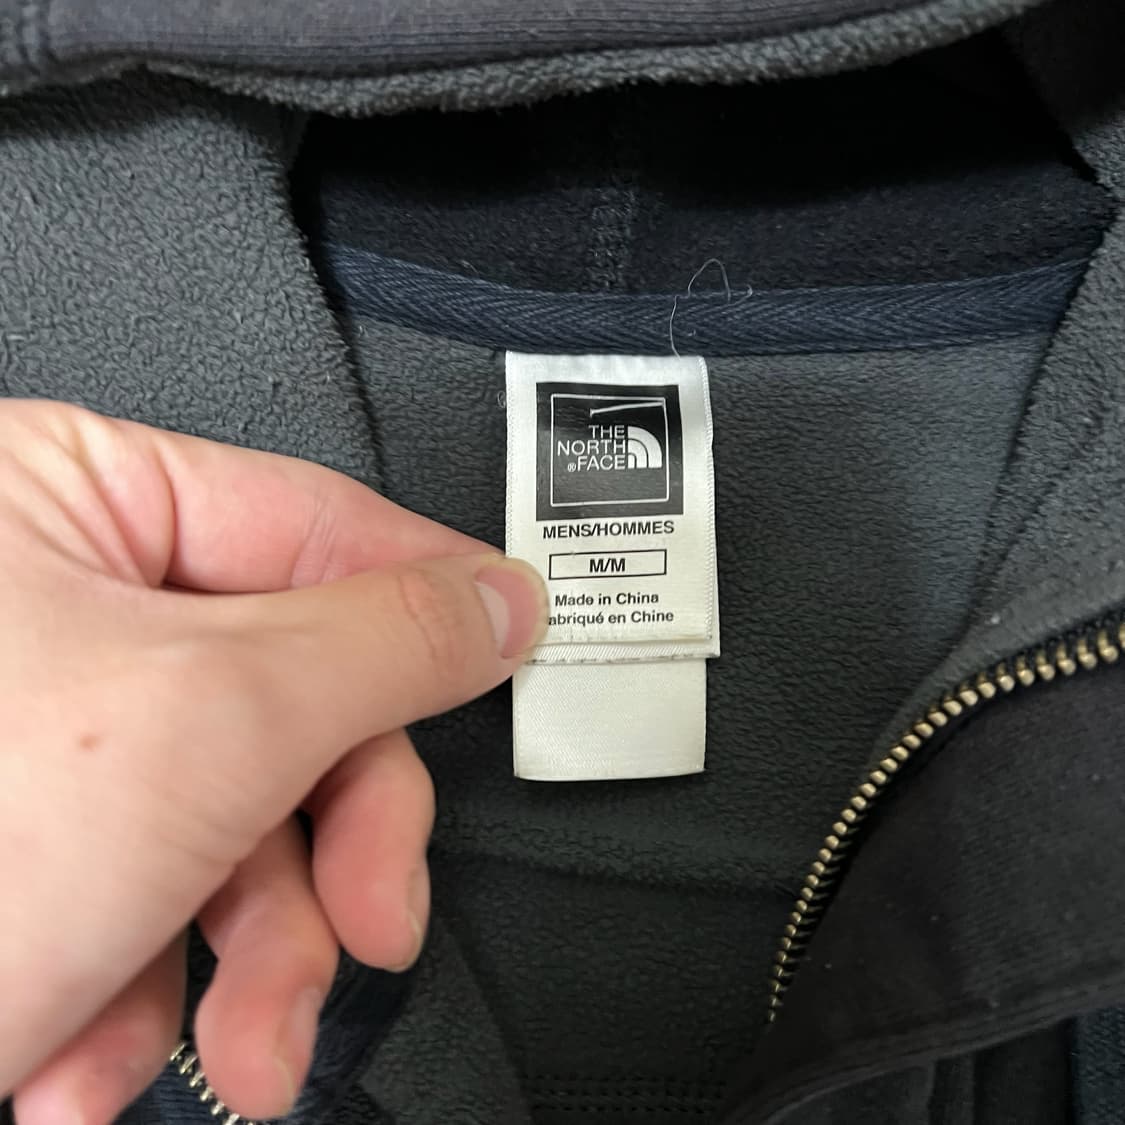 THE
NORTH
®FACE
MENS/HOMMES
M/M
Made in China
abriqué en Chine